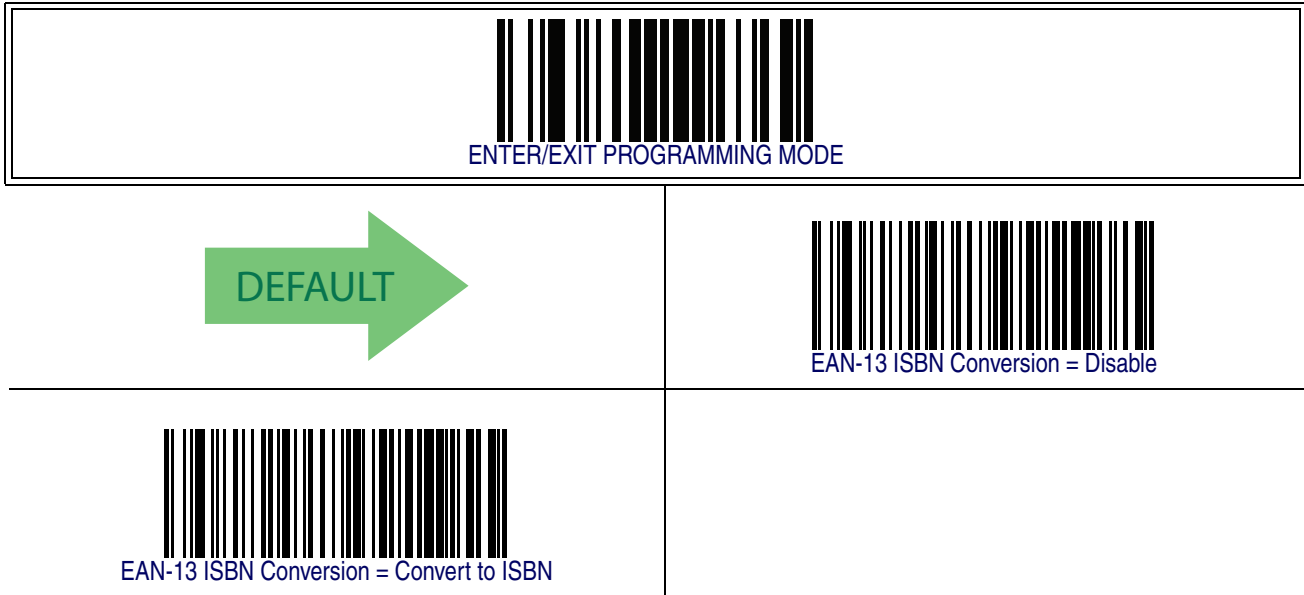 ENTER/EXIT PROGRAMMING MODE
DEFAULT
EAN-13 ISBN Conversion = Disable
EAN-13 ISBN Conversion = Convert to ISBN